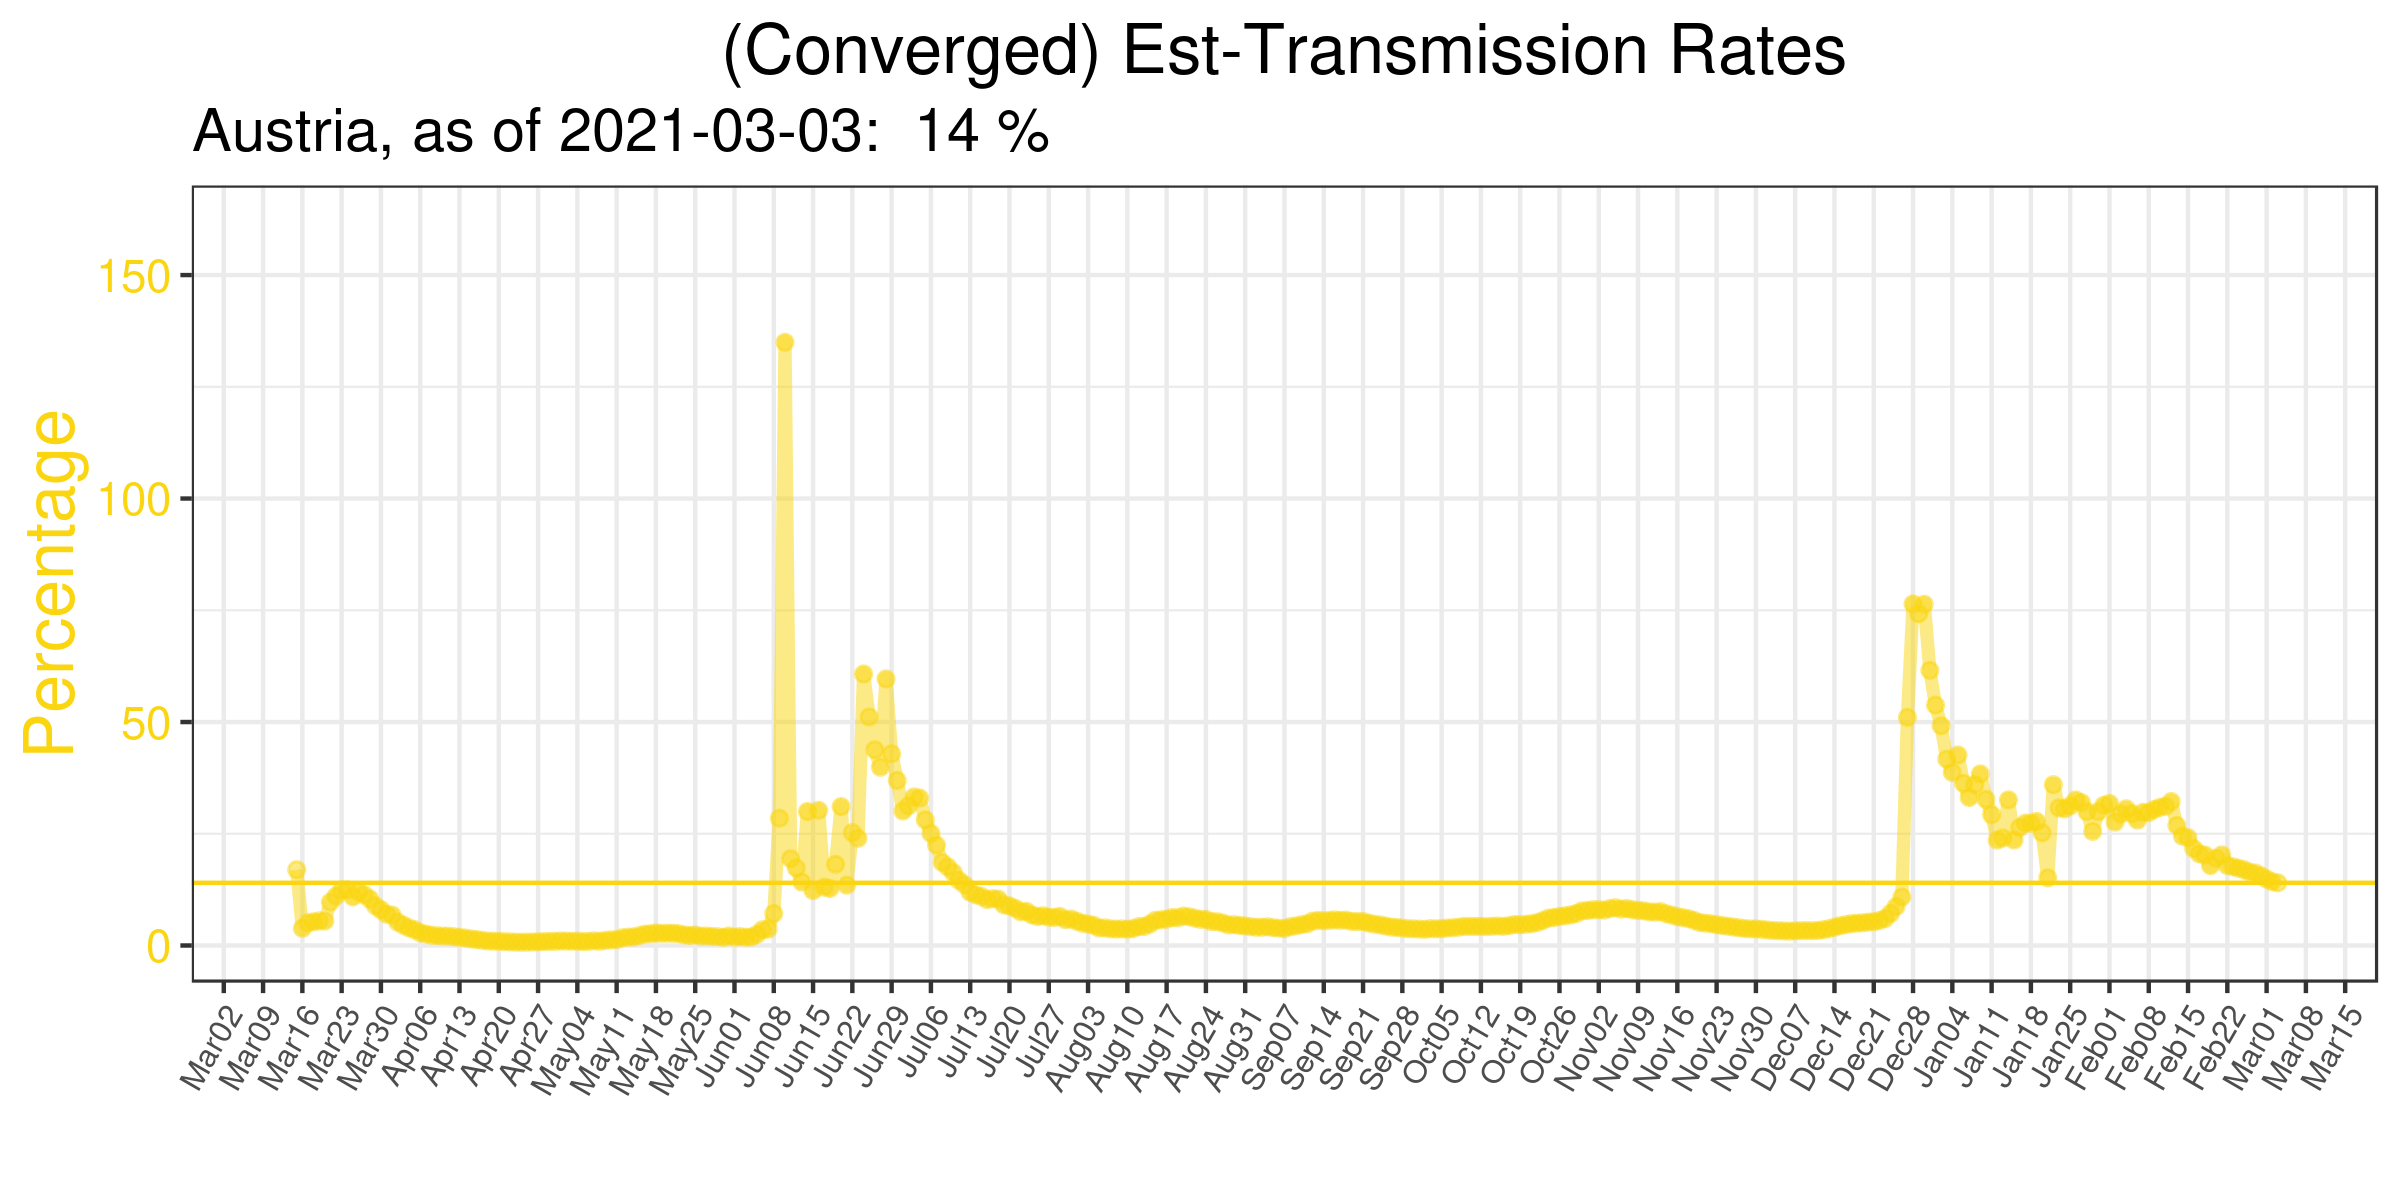 (Converged) Est-Transmission Rates
Austria, as of 2021-03-03:  14 %
Percentage
150
100
50
0
Mar02
Mar09
Mar16
Mar23
Mar30
Apr06
Apr13
Apr20
Apr27
May04
May11
May18
May25
Jun01
Jun08
Jun15
Jun22
Jun29
Jul06
Jul13
Jul20
Jul27
Aug03
Aug10
Aug17
Aug24
Aug31
Sep07
Sep14
Sep21
Sep28
Oct05
Oct12
Oct19
Oct26
Nov02
Nov09
Nov16
Nov23
Nov30
Dec07
Dec14
Dec21
Dec28
Jan04
Jan11
Jan18
Jan25
Feb01
Feb08
Feb15
Feb22
Mar01
Mar08
Mar15